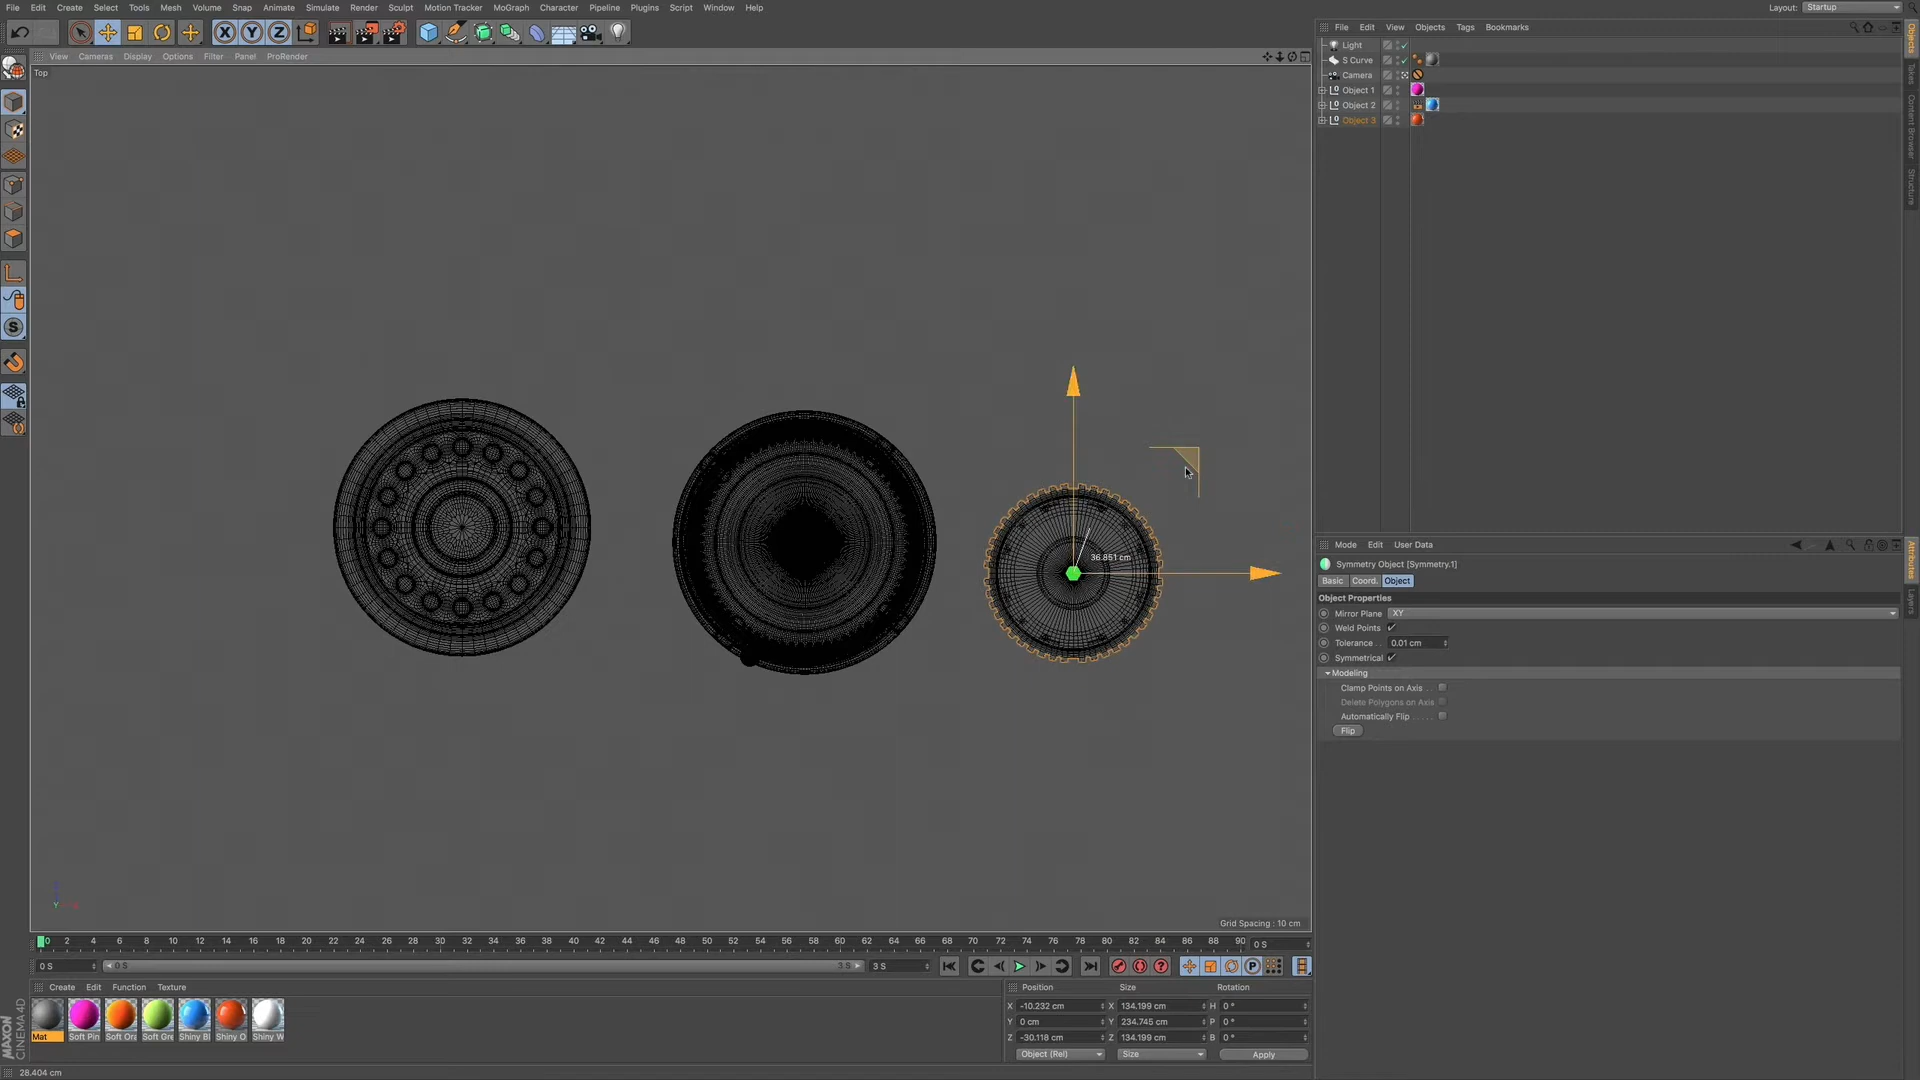 File Edit Create Select Tools Mesh Volume Snap Animate Simulate Render Sculpt Motion Tracker MoGraph Character Pipeline Plugins Script Window Help
Layout: Startup
View Cameras Display Options Filter Panel ProRender
Top
36.851 cm
Grid Spacing : 10 cm
File Edit View Objects Tags Bookmarks
Light
S Curve
Camera
Object 1
Object 2
Object 3
Objects
Takes
Content Browser
Structure
Mode Edit User Data
Symmetry Object [Symmetry.1]
Basic Coord. Object
Object Properties
Mirror Plane XY
Weld Points
Tolerance . . 0.01 cm
Symmetrical
Modeling
Clamp Points on Axis
Delete Polygons on Axis
Automatically Flip . . . . .
Flip
Attributes
Layers
0 2 4 6 8 10 12 14 16 18 20 22 24 26 28 30 32 34 36 38 40 42 44 46 48 50 52 54 56 58 60 62 64 66 68 70 72 74 76 78 80 82 84 86 88 90 0 S
0 S 0 S 3 S 3 S
Create Edit Function Texture
Mat Soft Pin Soft Ora Soft Gre Shiny Bl Shiny O Shiny W
Position Size Rotation
X -10.232 cm X 134.199 cm H 0 °
Y 0 cm Y 234.745 cm P 0 °
Z -30.118 cm Z 134.199 cm B 0 °
Object (Rel) Size Apply
MAXON
CINEMA 4D
28.404 cm